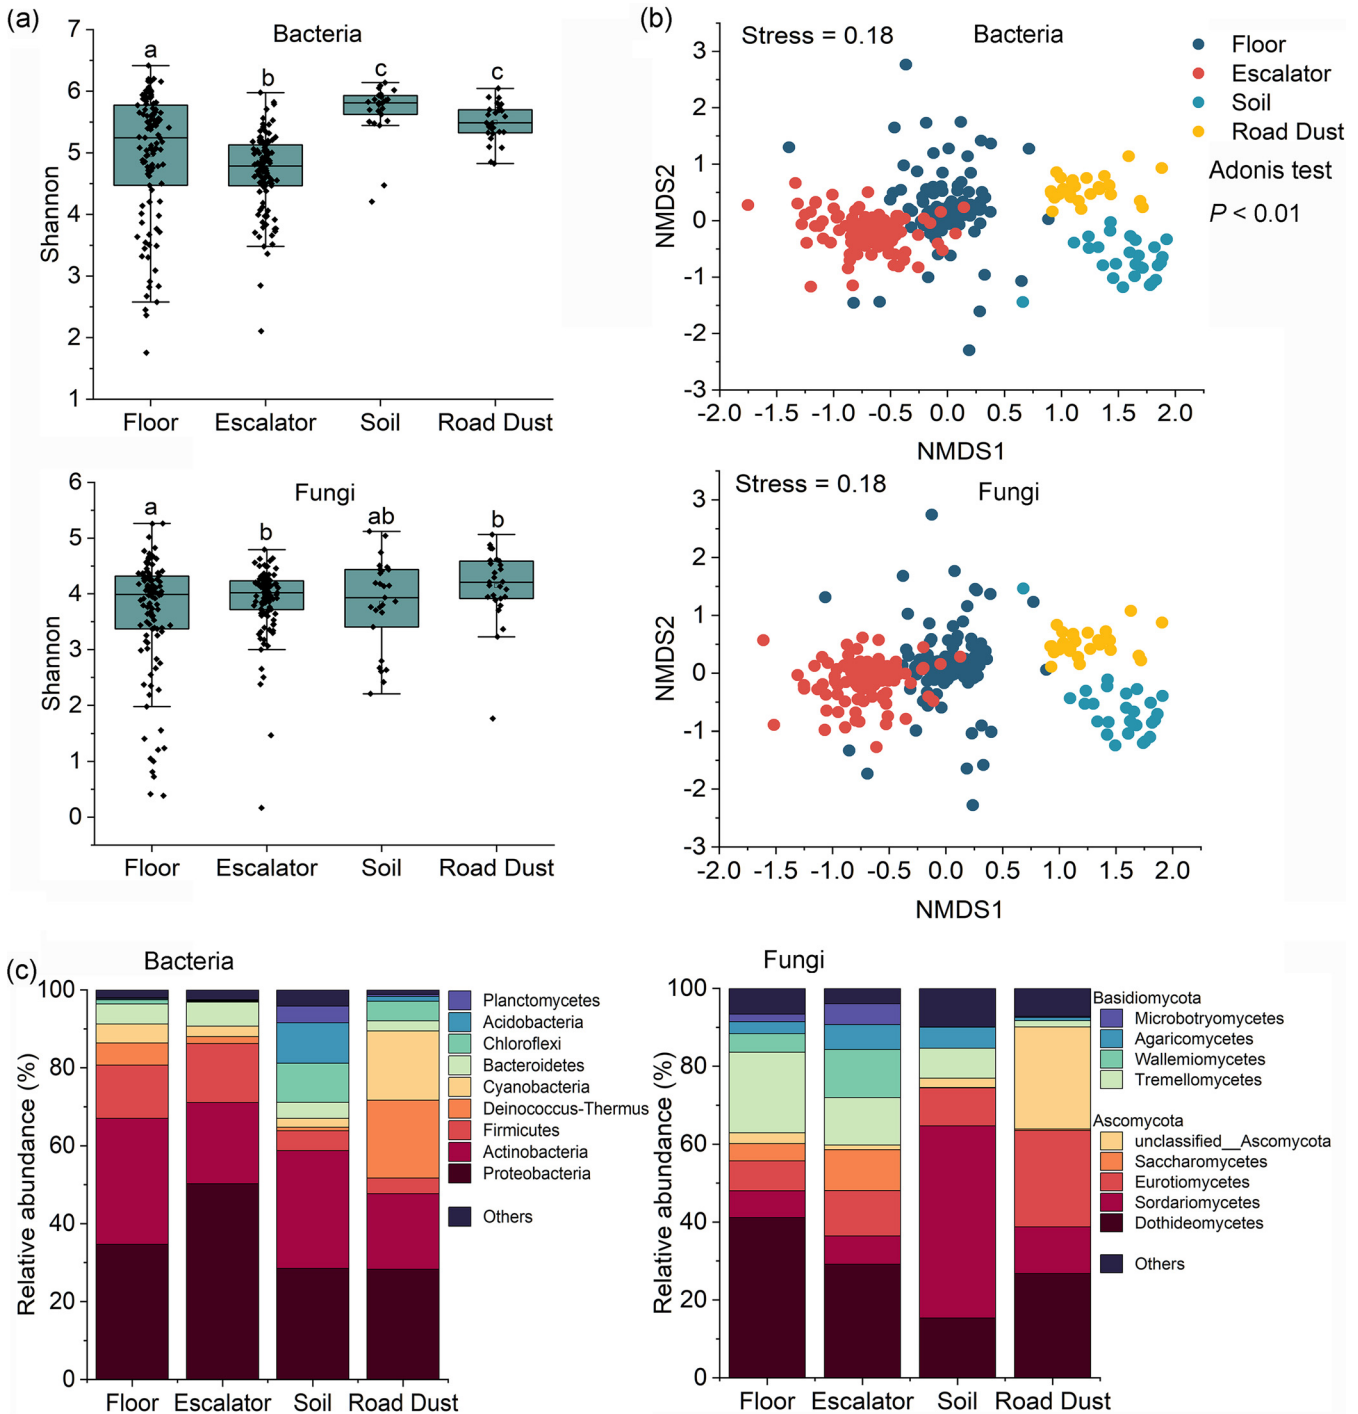 (a)
Bacteria
7
6
5
4
3
2
1
Shannon
a
b
c
c
Floor
Escalator
Soil
Road Dust
Fungi
6
5
4
3
2
1
0
Shannon
a
b
ab
b
Floor
Escalator
Soil
Road Dust
(b)
Stress = 0.18
Bacteria
3
2
1
0
-1
-2
-3
NMDS2
-2.0 -1.5 -1.0 -0.5 0.0 0.5 1.0 1.5 2.0
NMDS1
Floor
Escalator
Soil
Road Dust
Adonis test
P < 0.01
Stress = 0.18
Fungi
3
2
1
0
-1
-2
-3
NMDS2
-2.0 -1.5 -1.0 -0.5 0.0 0.5 1.0 1.5 2.0
NMDS1
(c)
Bacteria
100
80
60
40
20
0
Relative abundance (%)
Floor
Escalator
Soil
Road Dust
Planctomycetes
Acidobacteria
Chloroflexi
Bacteroidetes
Cyanobacteria
Deinococcus-Thermus
Firmicutes
Actinobacteria
Proteobacteria
Others
Fungi
100
80
60
40
20
0
Relative abundance (%)
Floor
Escalator
Soil
Road Dust
Basidiomycota
Microbotryomycetes
Agaricomycetes
Wallemiomycetes
Tremellomycetes
Ascomycota
unclassified__Ascomycota
Saccharomycetes
Eurotiomycetes
Sordariomycetes
Dothideomycetes
Others